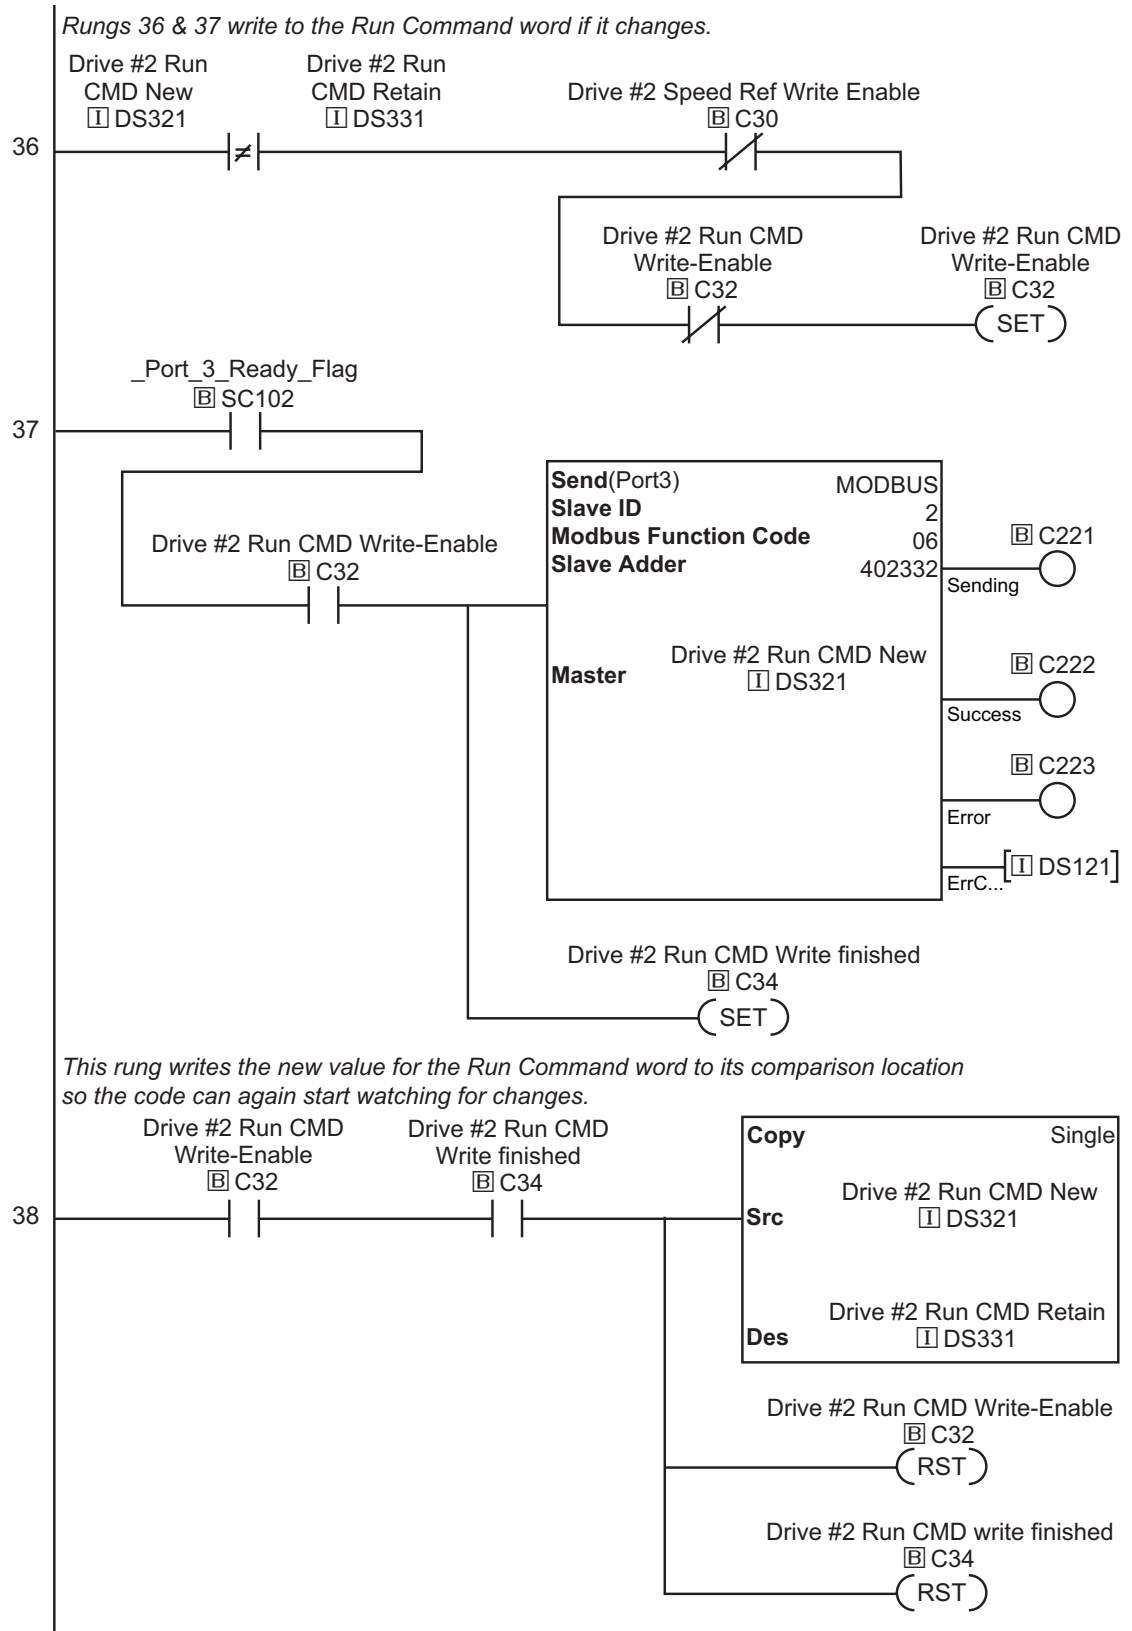 Rungs 36 & 37 write to the Run Command word if it changes.
Drive #2 Run
CMD New
I DS321
Drive #2 Run
CMD Retain
I DS331
Drive #2 Speed Ref Write Enable
B C30
36
≠
Drive #2 Run CMD
Write-Enable
B C32
Drive #2 Run CMD
Write-Enable
B C32
SET
_Port_3_Ready_Flag
B SC102
37
Drive #2 Run CMD Write-Enable
B C32
Send(Port3) MODBUS
Slave ID 2
Modbus Function Code 06
Slave Adder 402332
Master
Drive #2 Run CMD New
I DS321
B C221
Sending
B C222
Success
B C223
Error
I DS121
ErrC...
Drive #2 Run CMD Write finished
B C34
SET
This rung writes the new value for the Run Command word to its comparison location
so the code can again start watching for changes.
Drive #2 Run CMD
Write-Enable
B C32
Drive #2 Run CMD
Write finished
B C34
38
Copy Single
Src
Drive #2 Run CMD New
I DS321
Des
Drive #2 Run CMD Retain
I DS331
Drive #2 Run CMD Write-Enable
B C32
RST
Drive #2 Run CMD write finished
B C34
RST